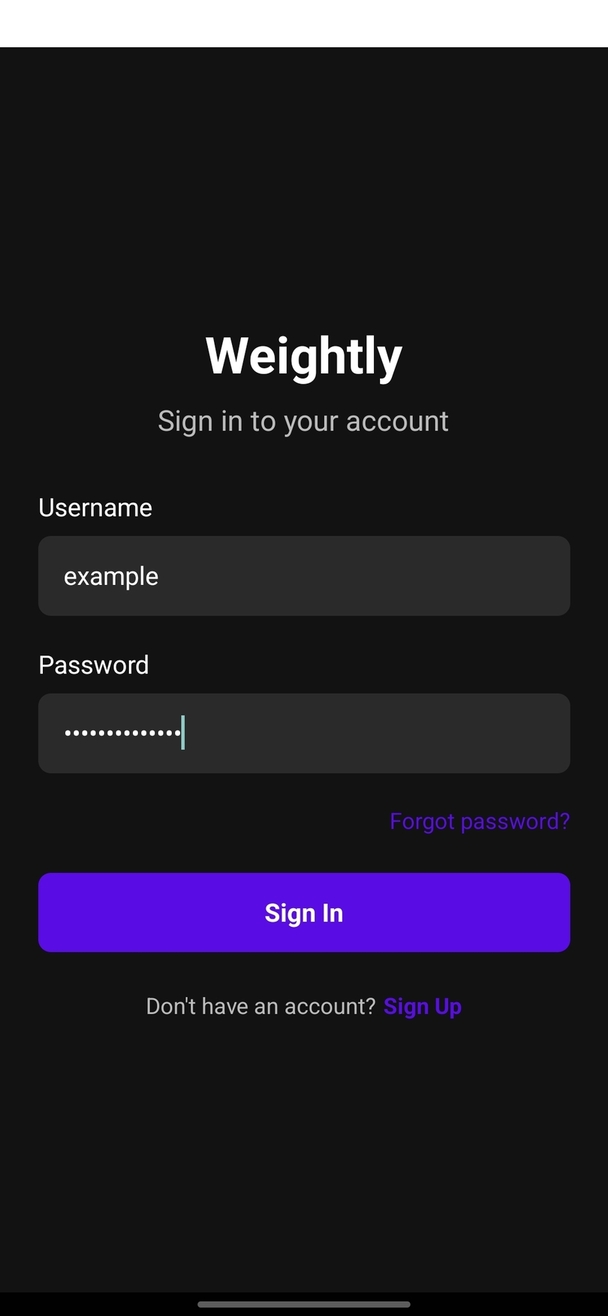 Weightly
Sign in to your account
Username
example
Password
••••••••••••••
Forgot password?
Sign In
Don't have an account? Sign Up